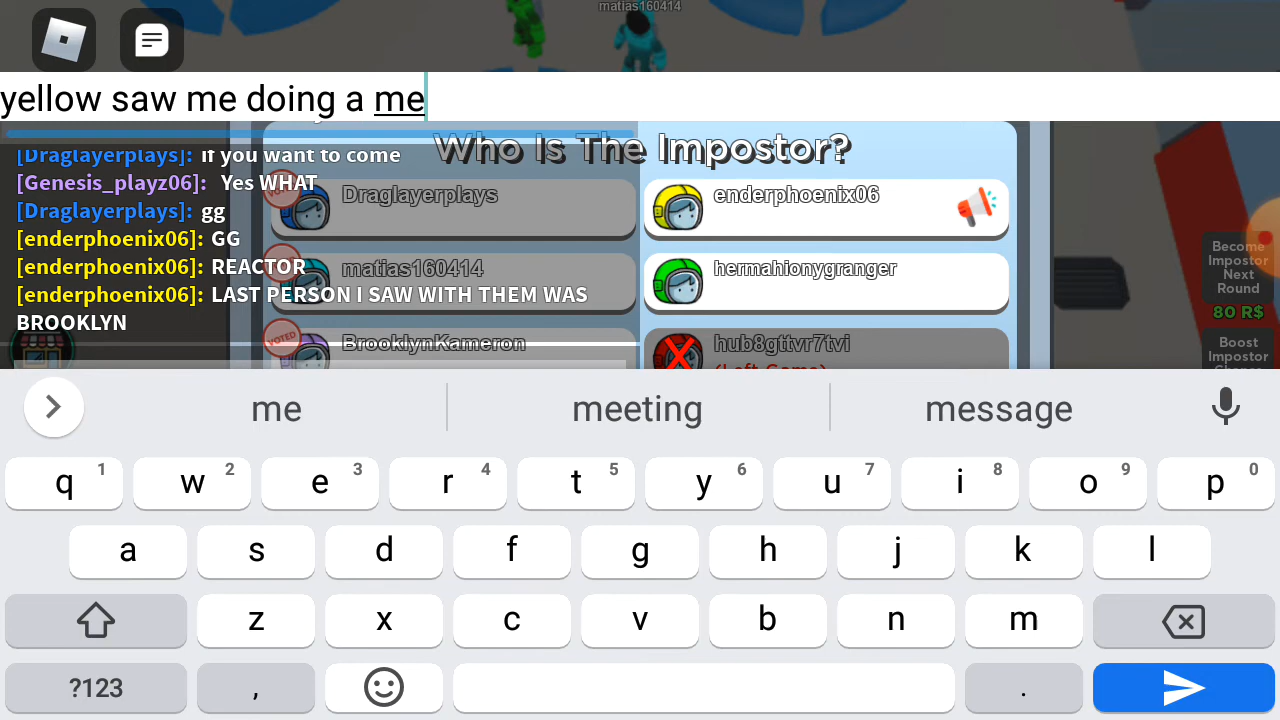 matias160414
yellow saw me doing a me
Who Is The Impostor?
[Draglayerplays]: if you want to come
[Genesis_playz06]: Yes WHAT
[Draglayerplays]: gg
[enderphoenix06]: GG
[enderphoenix06]: REACTOR
[enderphoenix06]: LAST PERSON I SAW WITH THEM WAS
BROOKLYN
Draglayerplays
matias160414
VOTED
BrooklynKameron
enderphoenix06
hermahionygranger
hub8gttvr7tvi
(Left Game)
Become
Impostor
Next
Round
80 R$
Boost
Impostor
me meeting message
q 1 w 2 e 3 r 4 t 5 y 6 u 7 i 8 o 9 p 0
a s d f g h j k l
z x c v b n m
?123 , .